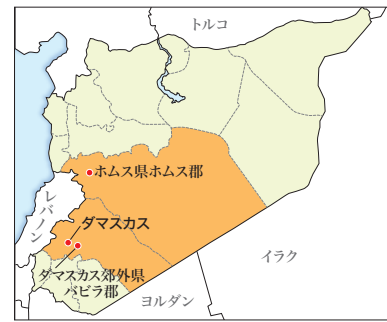 トルコ
ホムス県ホムス郡
レバノン
ダマスカス
イラク
ダマスカス郊外県
バビラ郡
ヨルダン